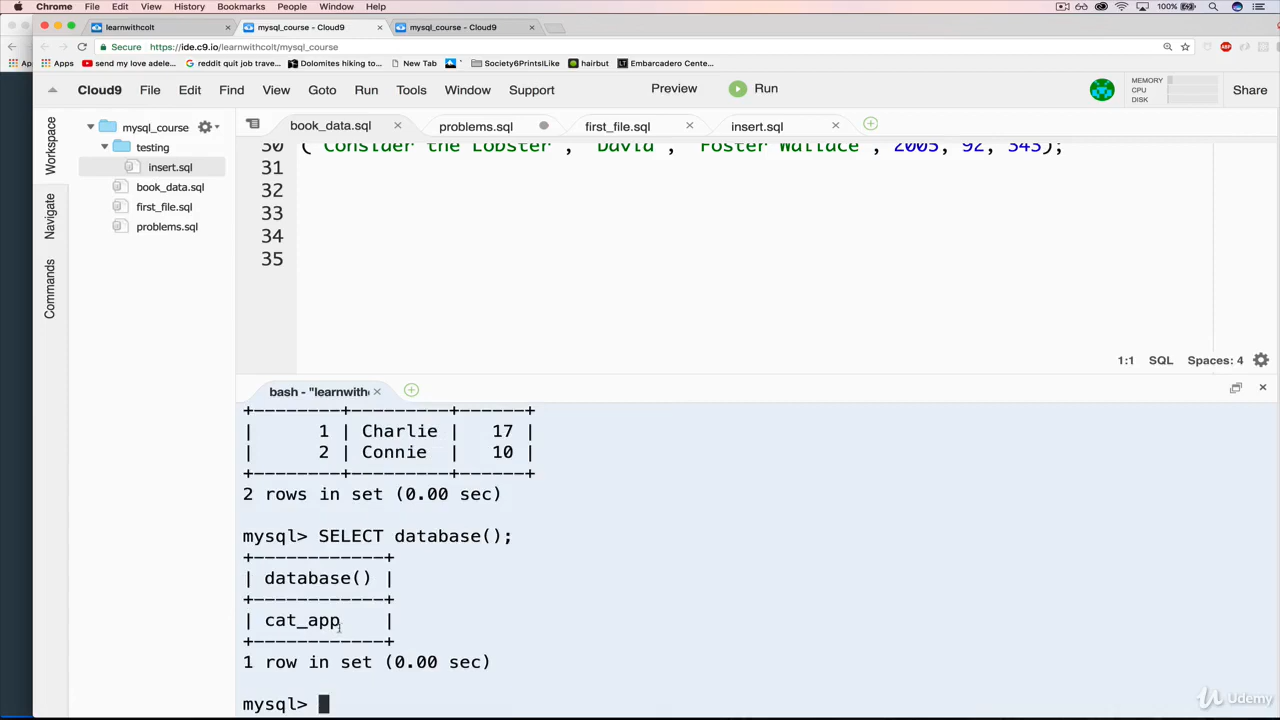 Chrome File Edit View History Bookmarks People Window Help 100%
learnwithcolt mysql_course - Cloud9 mysql_course - Cloud9
Secure https://ide.c9.io/learnwithcolt/mysql_course
Apps send my love adele... reddit quit job trave... Dolomites hiking to... New Tab Society6PrintsILike hairbut Embarcadero Cente...
Cloud9 File Edit Find View Goto Run Tools Window Support Preview Run MEMORY CPU DISK Share
Workspace
Navigate
Commands
mysql_course
testing
insert.sql
book_data.sql
first_file.sql
problems.sql
book_data.sql problems.sql first_file.sql insert.sql
30 ('Consider the Lobster', 'David', 'Foster Wallace', 2005, 92, 343);
31
32
33
34
35
1:1 SQL Spaces: 4
bash - "learnwith
+--------+---------+------+
| 1 | Charlie | 17 |
| 2 | Connie | 10 |
+--------+---------+------+
2 rows in set (0.00 sec)
mysql> SELECT database();
+------------+
| database() |
+------------+
| cat_app |
+------------+
1 row in set (0.00 sec)
mysql>
Udemy